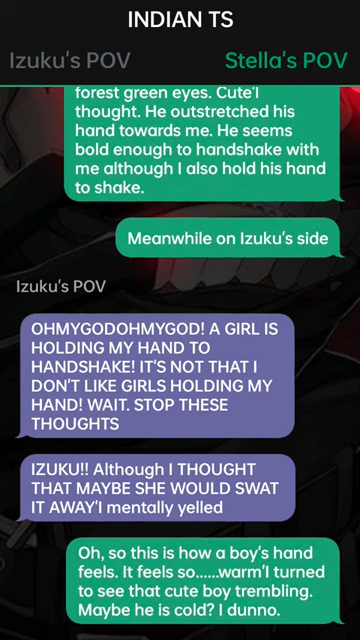 INDIAN TS
Izuku's POV
Stella's POV
forest green eyes. Cute'I
thought. He outstretched his
hand towards me. He seems
bold enough to handshake with
me although I also hold his hand
to shake.
Meanwhile on Izuku's side
Izuku's POV
OHMYGODOHMYGOD! A GIRL IS
HOLDING MY HAND TO
HANDSHAKE! IT'S NOT THAT I
DON'T LIKE GIRLS HOLDING MY
HAND! WAIT. STOP THESE
THOUGHTS
IZUKU!! Although I THOUGHT
THAT MAYBE SHE WOULD SWAT
IT AWAY'I mentally yelled
Oh, so this is how a boy's hand
feels. It feels so......warm'I turned
to see that cute boy trembling.
Maybe he is cold? I dunno.